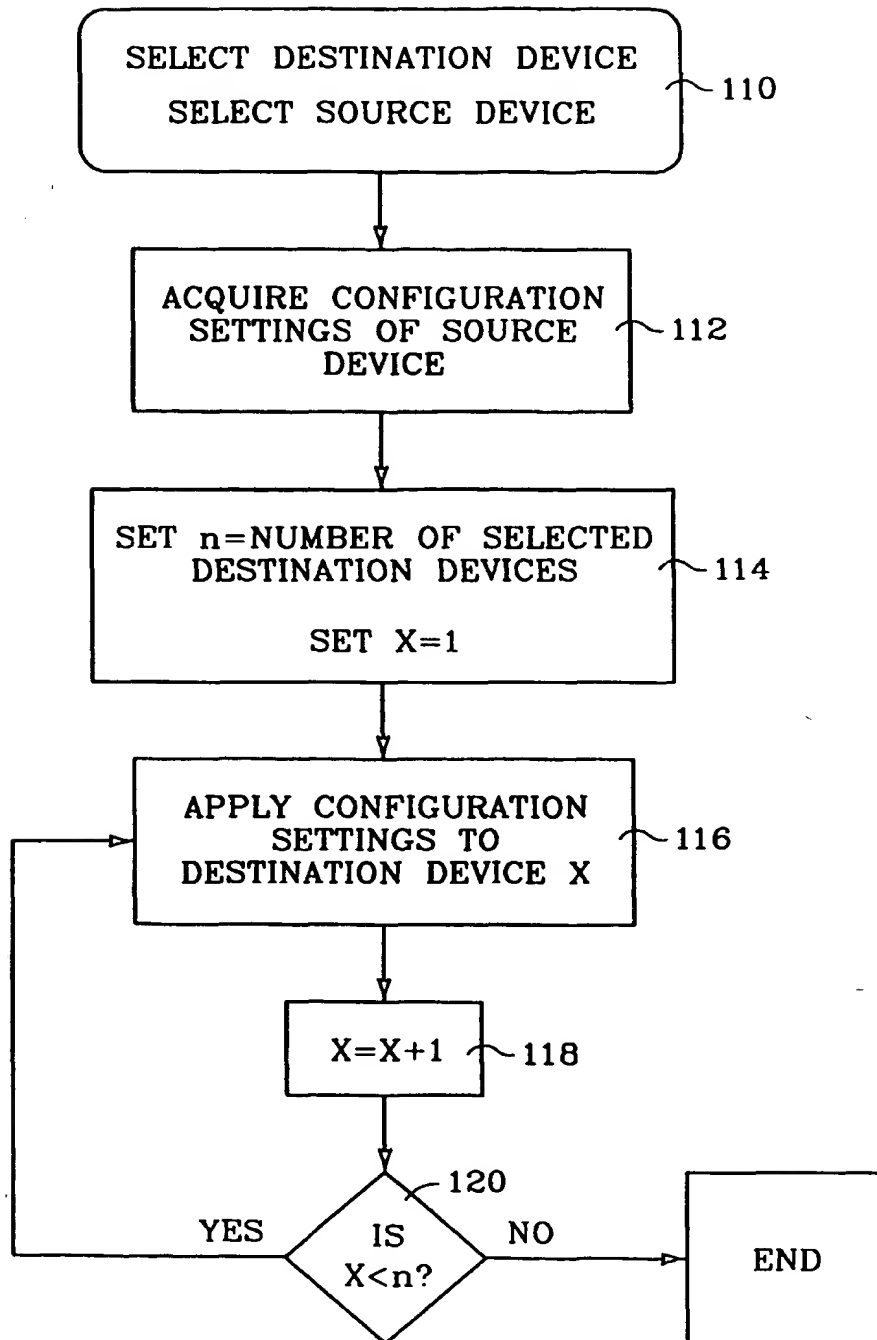 SELECT DESTINATION DEVICE
SELECT SOURCE DEVICE
110
ACQUIRE CONFIGURATION
SETTINGS OF SOURCE
DEVICE
112
SET n=NUMBER OF SELECTED
DESTINATION DEVICES
SET X=1
114
APPLY CONFIGURATION
SETTINGS TO
DESTINATION DEVICE X
116
X=X+1
118
120
YES
IS
X<n?
NO
END